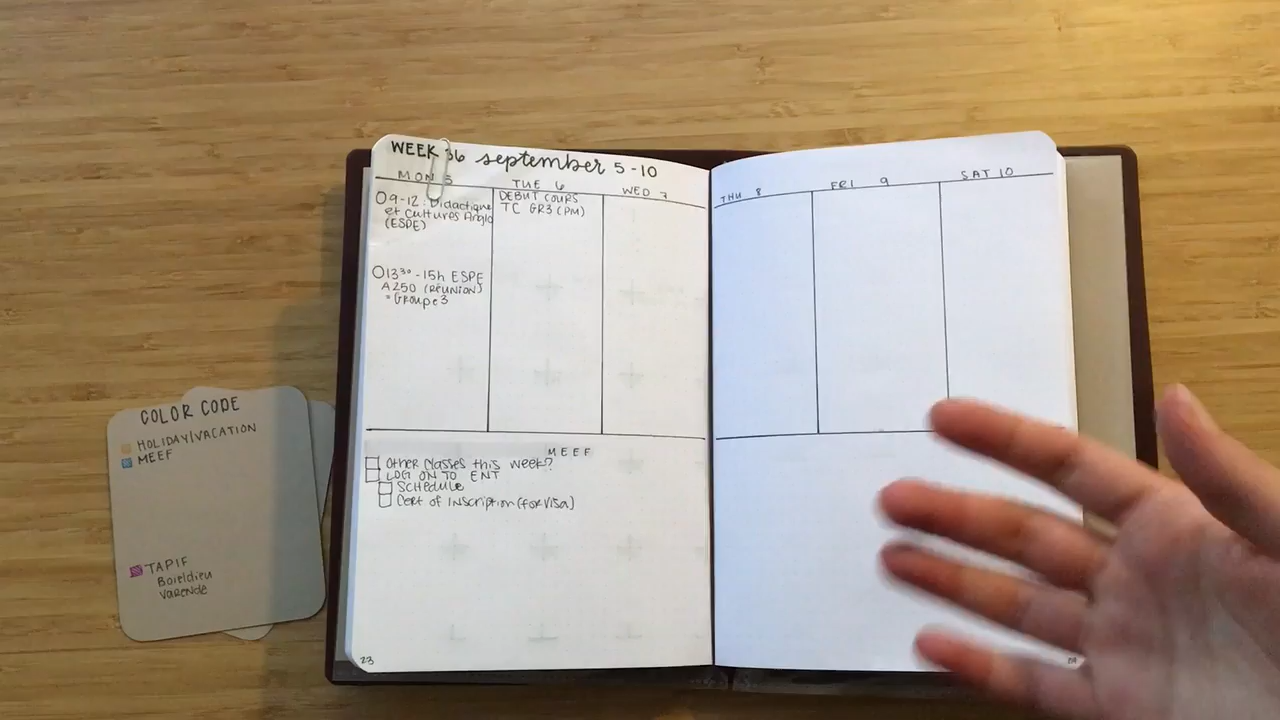 WEEK 36 september 5-10
MON 5
TUE 6
WED 7
THU 8
FRI 9
SAT 10
9-12: Didactique
et Cultures Anglo
(ESPE)
DEBUT COURS
TC GR3 (PM)
13³⁰-15h ESPE
A250 (RÉUNION)
= Groupe 3
MEEF
Other classes this week?
LOG ON TO ENT
Schedule
Cert of Inscription (for visa)
23
COLOR CODE
HOLIDAY/VACATION
MEEF
TAPIF
Boieldieu
Varende